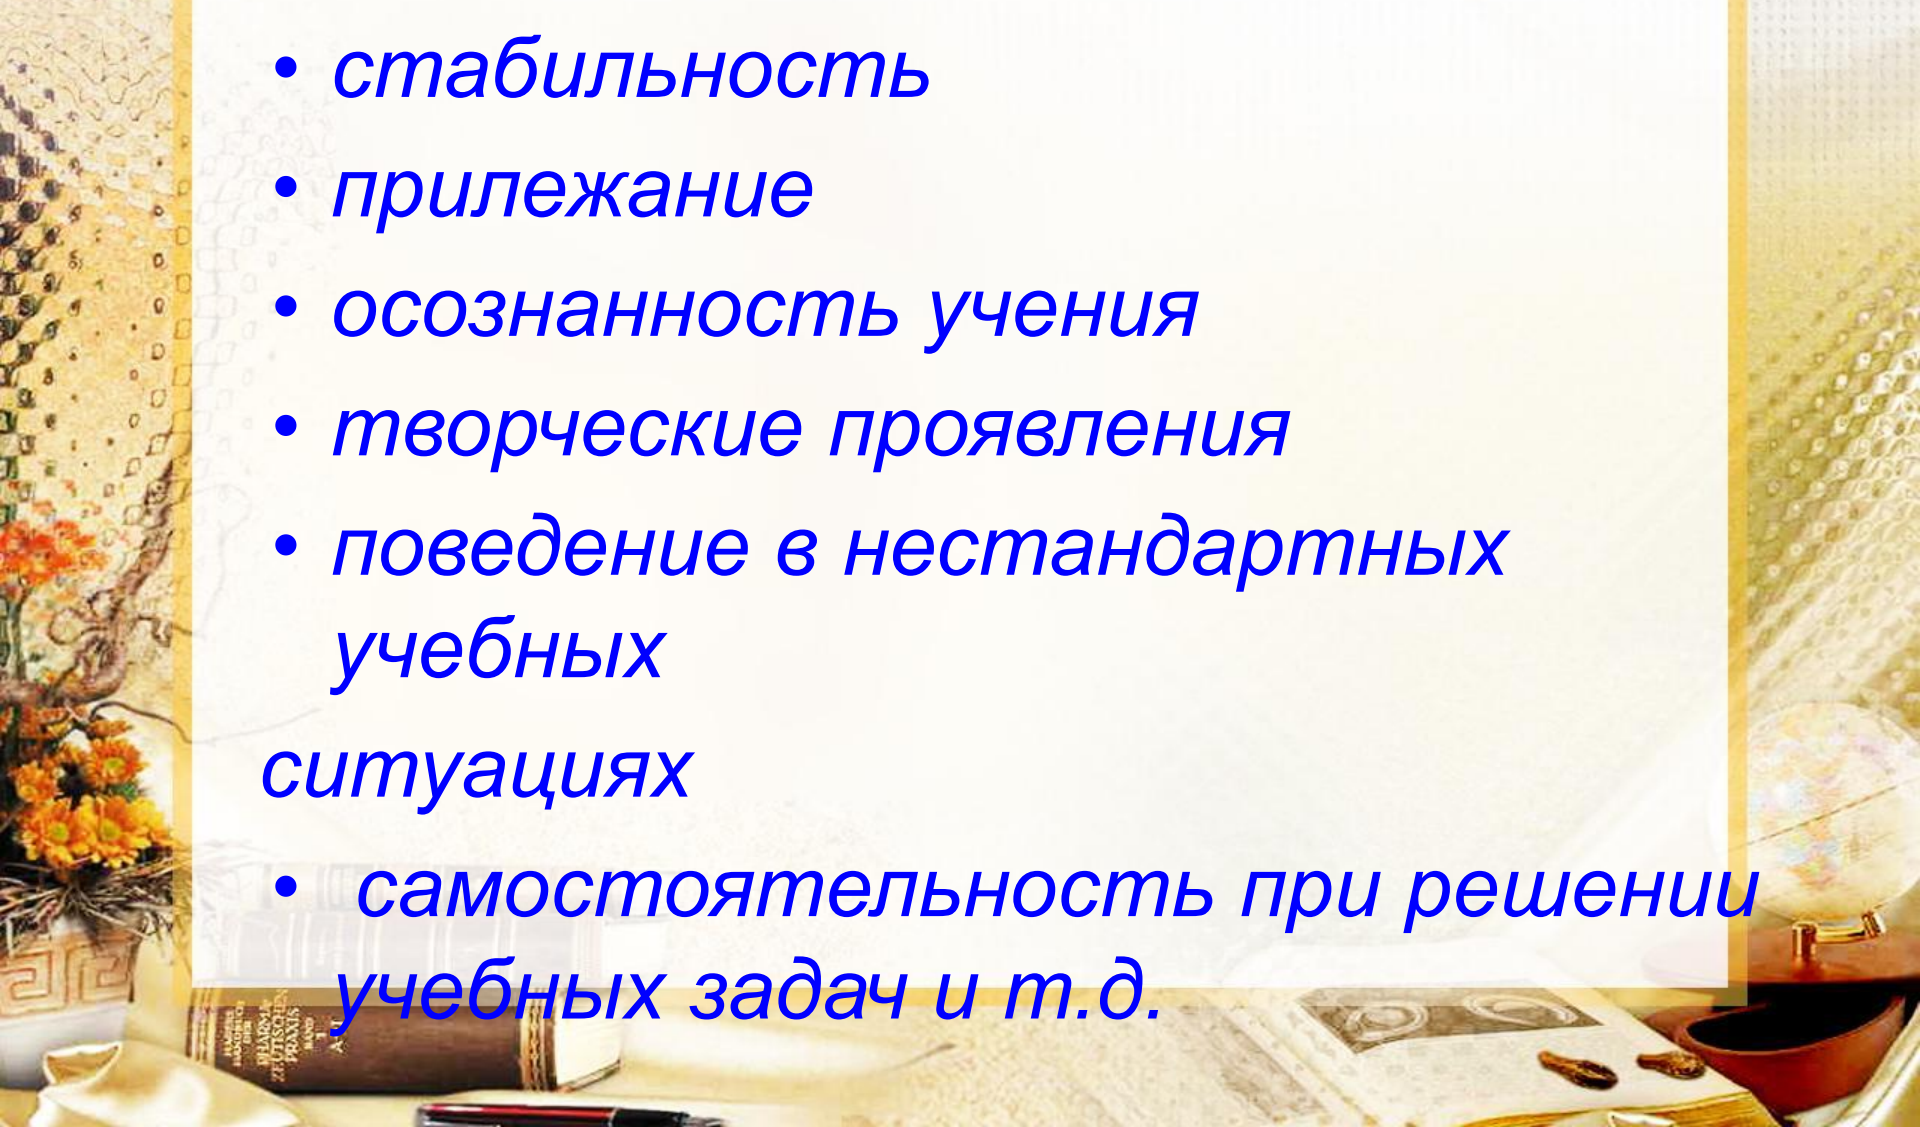 • стабильность
• прилежание
• осознанность учения
• творческие проявления
• поведение в нестандартных
учебных
ситуациях
• самостоятельность при решении
учебных задач и т.д.